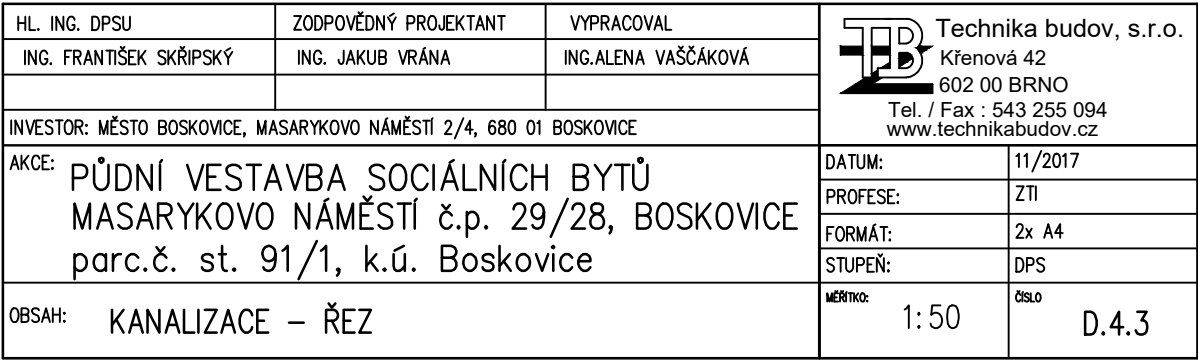 HL. ING. DPSU ZODPOVĚDNÝ PROJEKTANT VYPRACOVAL
ING. FRANTIŠEK SKŘIPSKÝ ING. JAKUB VRÁNA ING.ALENA VAŠČÁKOVÁ
INVESTOR: MĚSTO BOSKOVICE, MASARYKOVO NÁMĚSTÍ 2/4, 680 01 BOSKOVICE
TB Technika budov, s.r.o.
Křenová 42
602 00 BRNO
Tel. / Fax : 543 255 094
www.technikabudov.cz
AKCE: PŮDNÍ VESTAVBA SOCIÁLNÍCH BYTŮ
MASARYKOVO NÁMĚSTÍ č.p. 29/28, BOSKOVICE
parc.č. st. 91/1, k.ú. Boskovice
DATUM: 11/2017
PROFESE: ZTI
FORMÁT: 2x A4
STUPEŇ: DPS
OBSAH: KANALIZACE – ŘEZ
MĚŘÍTKO: 1:50
ČÍSLO D.4.3